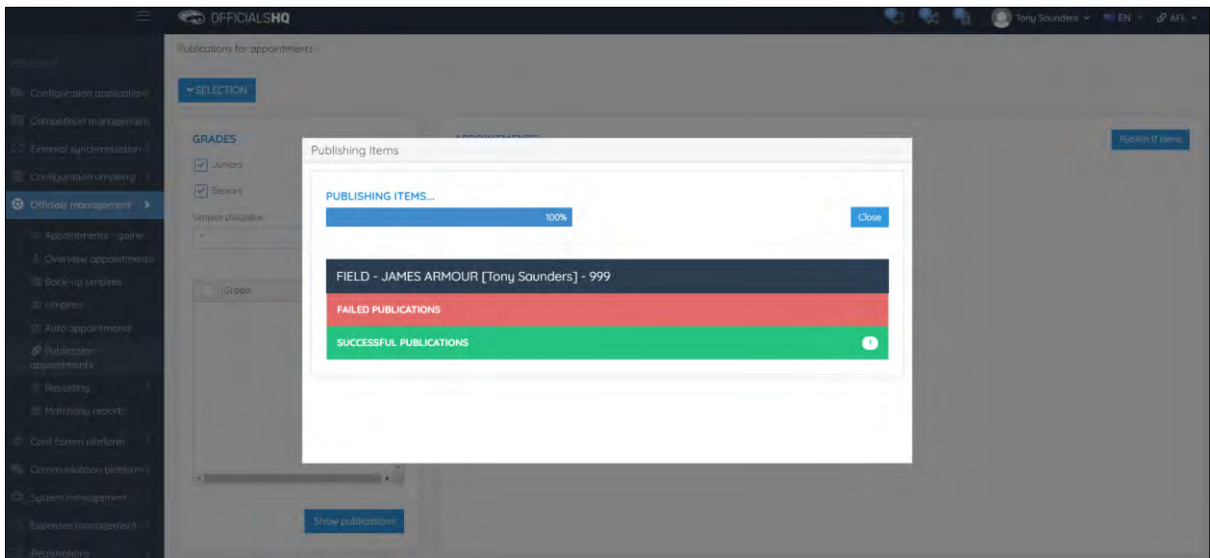 OFFICIALSHQ
Tony Saunders
EN
AFL
Publications for appointments
SELECTION
Configuration applications
Competition management
External synchronisation
Configuration umpiring
Officials management
Appointments - game
Overview appointments
Back-up umpires
Umpires
Auto appointments
Publication
appointments
Reporting
Matchday reports
Conf comm platform
Communication platform
System management
Expenses management
Registrations
GRADES
Juniors
Seniors
Umpire discipline
Grade
Show publications
APPOINTMENTS
Publish 0 items
Publishing Items
PUBLISHING ITEMS...
100%
Close
FIELD - JAMES ARMOUR [Tony Saunders] - 999
FAILED PUBLICATIONS
SUCCESSFUL PUBLICATIONS
1